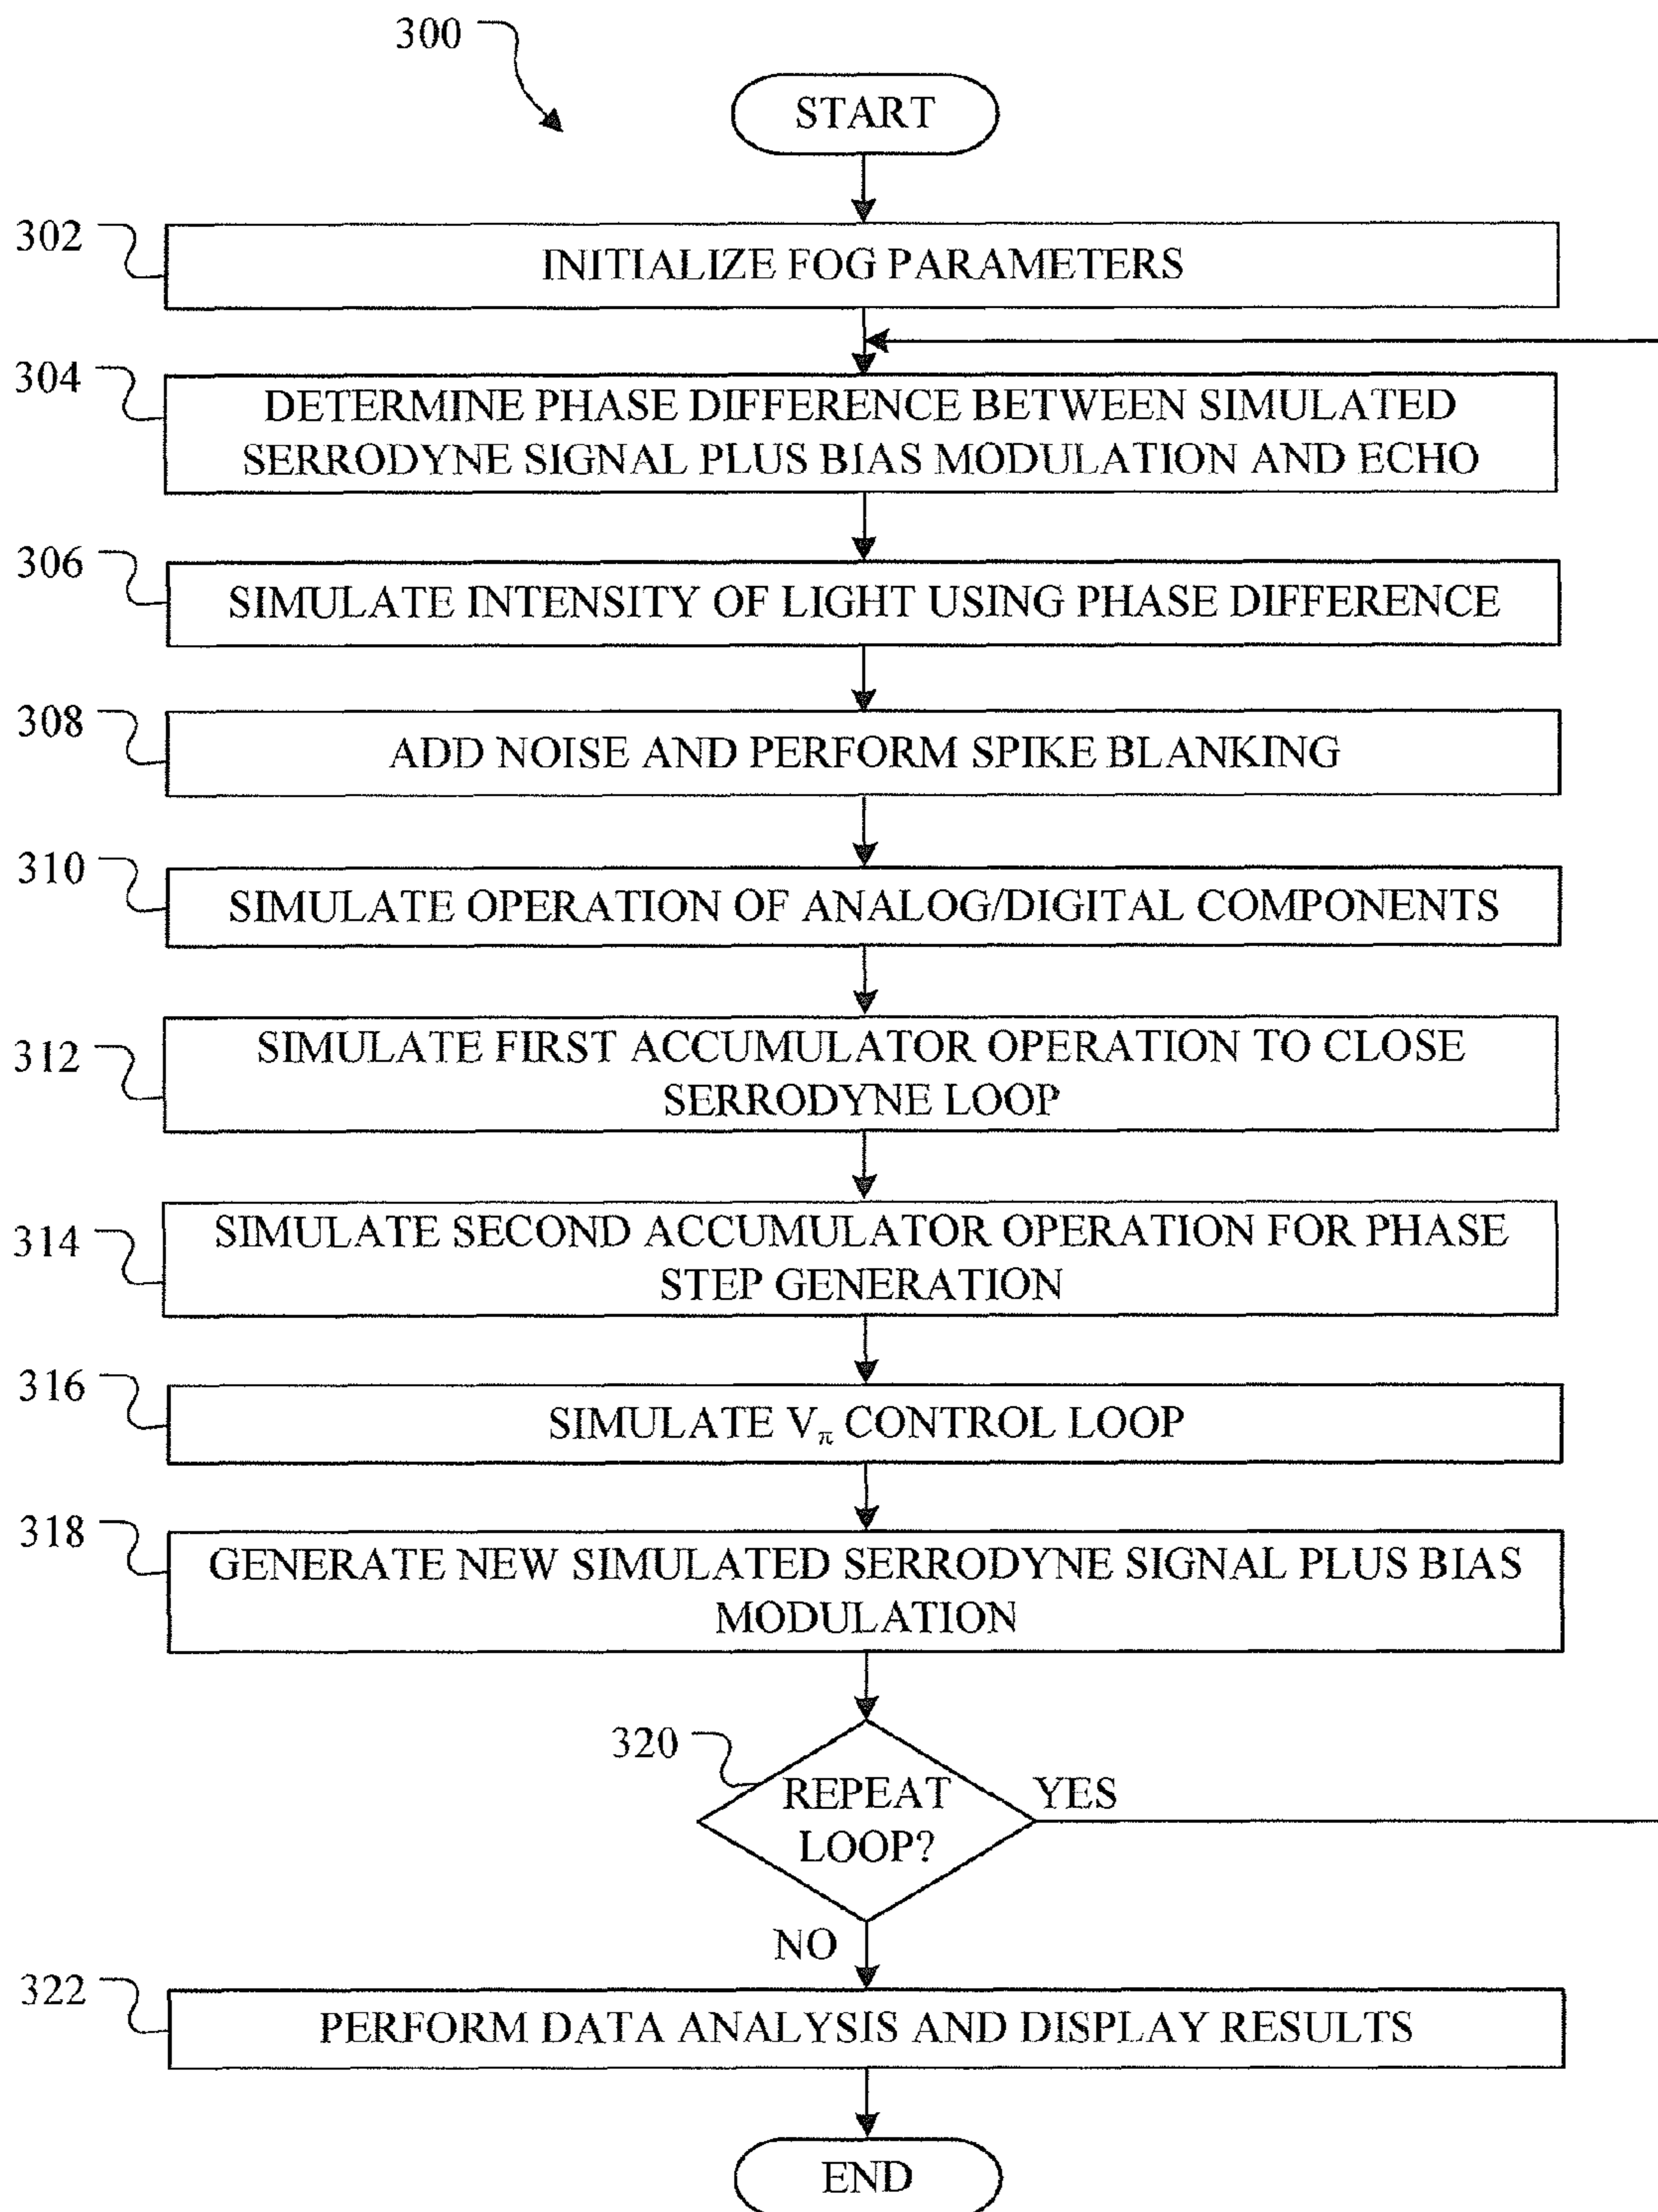 300
START
302
INITIALIZE FOG PARAMETERS
304
DETERMINE PHASE DIFFERENCE BETWEEN SIMULATED
SERRODYNE SIGNAL PLUS BIAS MODULATION AND ECHO
306
SIMULATE INTENSITY OF LIGHT USING PHASE DIFFERENCE
308
ADD NOISE AND PERFORM SPIKE BLANKING
310
SIMULATE OPERATION OF ANALOG/DIGITAL COMPONENTS
312
SIMULATE FIRST ACCUMULATOR OPERATION TO CLOSE
SERRODYNE LOOP
314
SIMULATE SECOND ACCUMULATOR OPERATION FOR PHASE
STEP GENERATION
316
SIMULATE Vπ CONTROL LOOP
318
GENERATE NEW SIMULATED SERRODYNE SIGNAL PLUS BIAS
MODULATION
320
REPEAT
LOOP?
YES
NO
322
PERFORM DATA ANALYSIS AND DISPLAY RESULTS
END